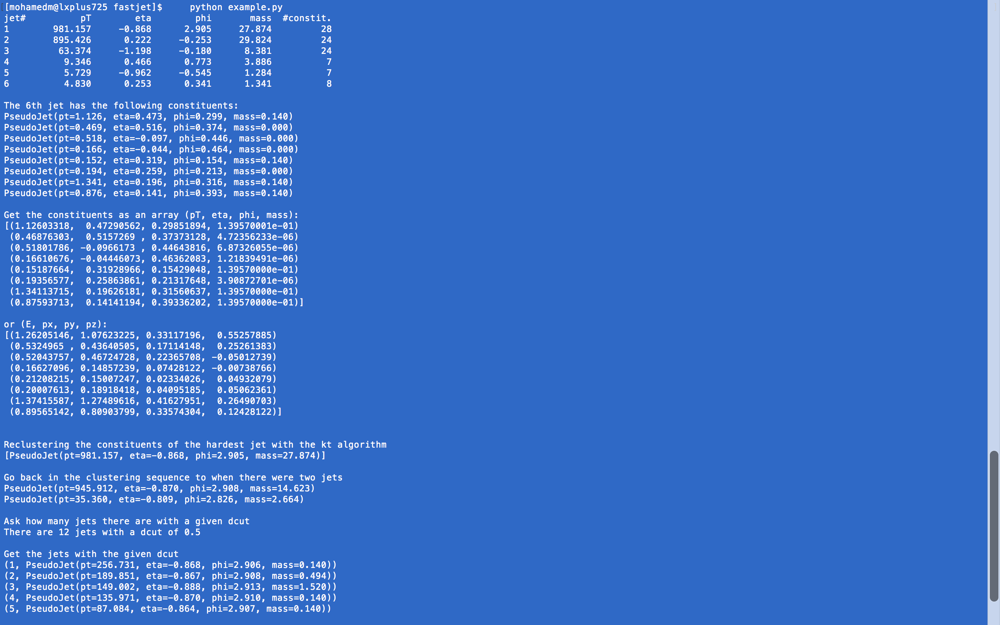 [[mohamedm@lxplus725 fastjet]$     python example.py
jet#          pT        eta        phi       mass  #constit.
1        981.157     -0.868      2.905     27.874         28
2        895.426      0.222     -0.253     29.824         24
3         63.374     -1.198     -0.180      8.381         24
4          9.346      0.466      0.773      3.886          7
5          5.729     -0.962     -0.545      1.284          7
6          4.830      0.253      0.341      1.341          8
The 6th jet has the following constituents:
PseudoJet(pt=1.126, eta=0.473, phi=0.299, mass=0.140)
PseudoJet(pt=0.469, eta=0.516, phi=0.374, mass=0.000)
PseudoJet(pt=0.518, eta=-0.097, phi=0.446, mass=0.000)
PseudoJet(pt=0.166, eta=-0.044, phi=0.464, mass=0.000)
PseudoJet(pt=0.152, eta=0.319, phi=0.154, mass=0.140)
PseudoJet(pt=0.194, eta=0.259, phi=0.213, mass=0.000)
PseudoJet(pt=1.341, eta=0.196, phi=0.316, mass=0.140)
PseudoJet(pt=0.876, eta=0.141, phi=0.393, mass=0.140)
Get the constituents as an array (pT, eta, phi, mass):
[(1.12603318,  0.47290562, 0.29851894, 1.39570001e-01)
 (0.46876303,  0.5157269 , 0.37373128, 4.72356233e-06)
 (0.51801786, -0.0966173 , 0.44643816, 6.87326055e-06)
 (0.16610676, -0.04446073, 0.46362083, 1.21839491e-06)
 (0.15187664,  0.31928966, 0.15429048, 1.39570000e-01)
 (0.19356577,  0.25863861, 0.21317648, 3.90872701e-06)
 (1.34113715,  0.19626181, 0.31560637, 1.39570000e-01)
 (0.87593713,  0.14141194, 0.39336202, 1.39570000e-01)]
or (E, px, py, pz):
[(1.26205146, 1.07623225, 0.33117196,  0.55257885)
 (0.5324965 , 0.43640505, 0.17114148,  0.25261383)
 (0.52043757, 0.46724728, 0.22365708, -0.05012739)
 (0.16627096, 0.14857239, 0.07428122, -0.00738766)
 (0.21208215, 0.15007247, 0.02334026,  0.04932079)
 (0.20007613, 0.18918418, 0.04095185,  0.05062361)
 (1.37415587, 1.27489616, 0.41627951,  0.26490703)
 (0.89565142, 0.80903799, 0.33574304,  0.12428122)]
Reclustering the constituents of the hardest jet with the kt algorithm
[PseudoJet(pt=981.157, eta=-0.868, phi=2.905, mass=27.874)]
Go back in the clustering sequence to when there were two jets
PseudoJet(pt=945.912, eta=-0.870, phi=2.908, mass=14.623)
PseudoJet(pt=35.360, eta=-0.809, phi=2.826, mass=2.664)
Ask how many jets there are with a given dcut
There are 12 jets with a dcut of 0.5
Get the jets with the given dcut
(1, PseudoJet(pt=256.731, eta=-0.868, phi=2.906, mass=0.140))
(2, PseudoJet(pt=189.851, eta=-0.867, phi=2.908, mass=0.494))
(3, PseudoJet(pt=149.002, eta=-0.888, phi=2.913, mass=1.520))
(4, PseudoJet(pt=135.971, eta=-0.870, phi=2.910, mass=0.140))
(5, PseudoJet(pt=87.084, eta=-0.864, phi=2.907, mass=0.140))